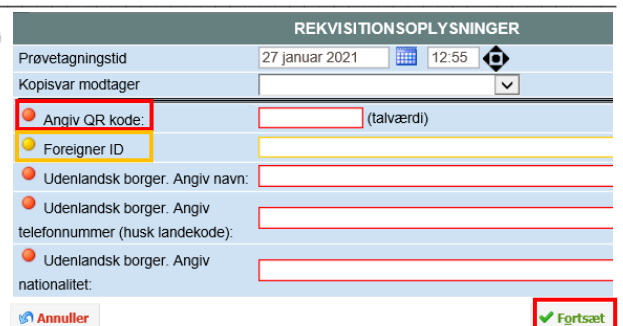 REKVISITIONSOPLYSNINGER
Prøvetagningstid 27 januar 2021 12:55
Kopisvar modtager
Angiv QR kode: (talværdi)
Foreigner ID
Udenlandsk borger. Angiv navn:
Udenlandsk borger. Angiv
telefonnummer (husk landekode):
Udenlandsk borger. Angiv
nationalitet:
Annuller Fortsæt